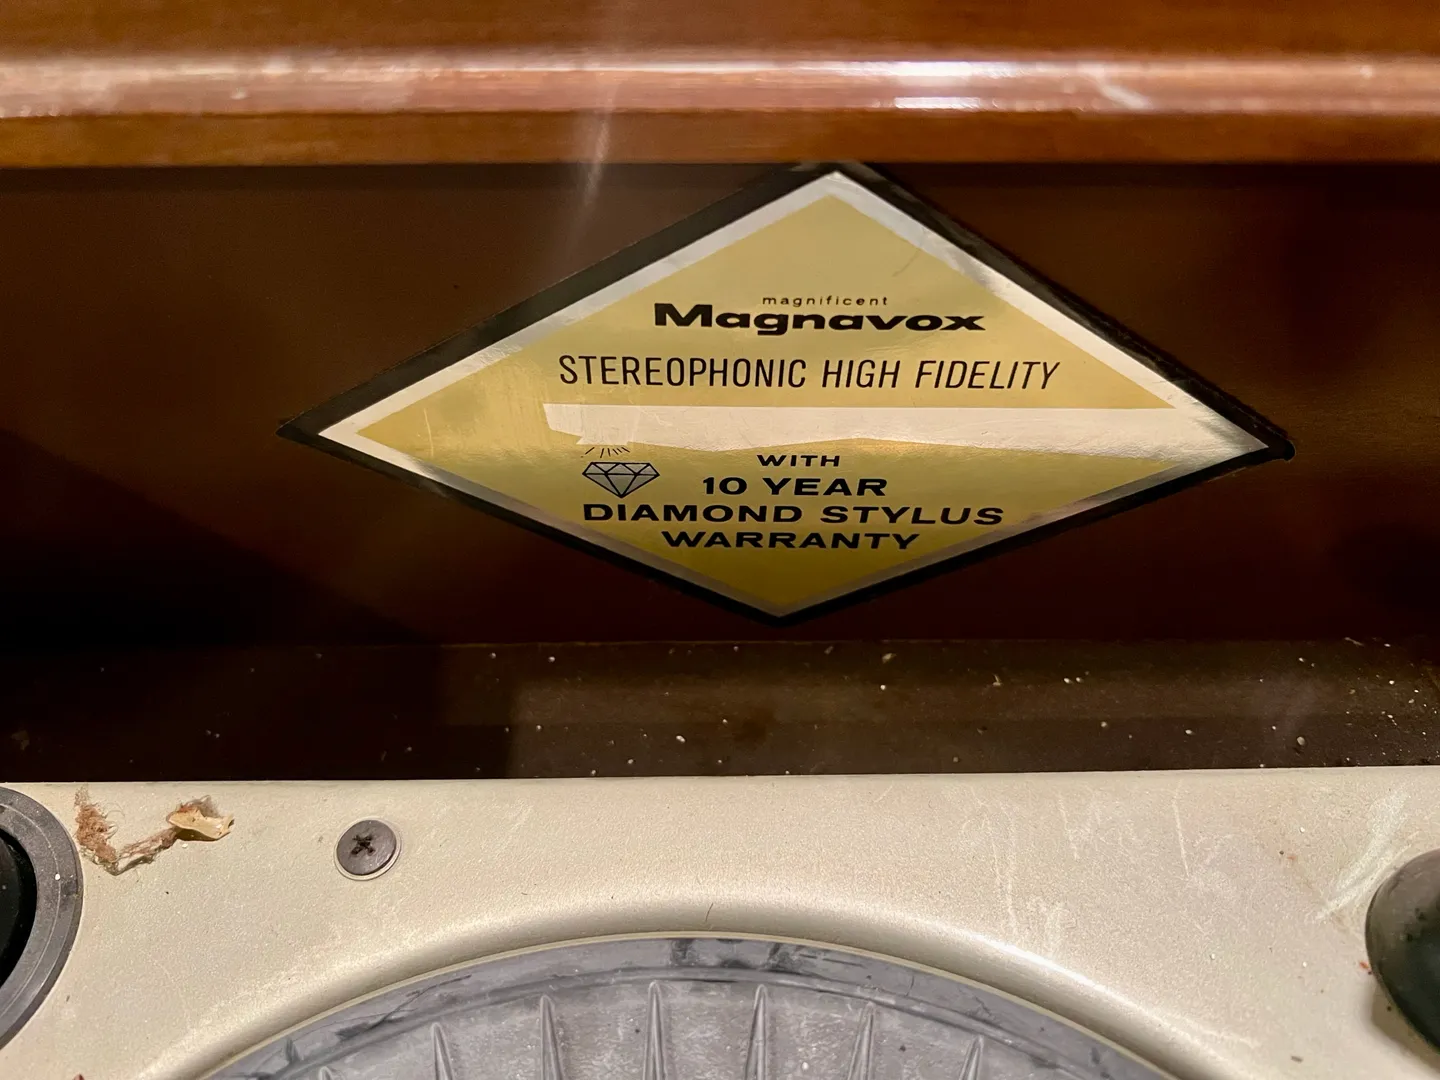 magnificent
Magnavox
STEREOPHONIC HIGH FIDELITY
WITH
10 YEAR
DIAMOND STYLUS
WARRANTY